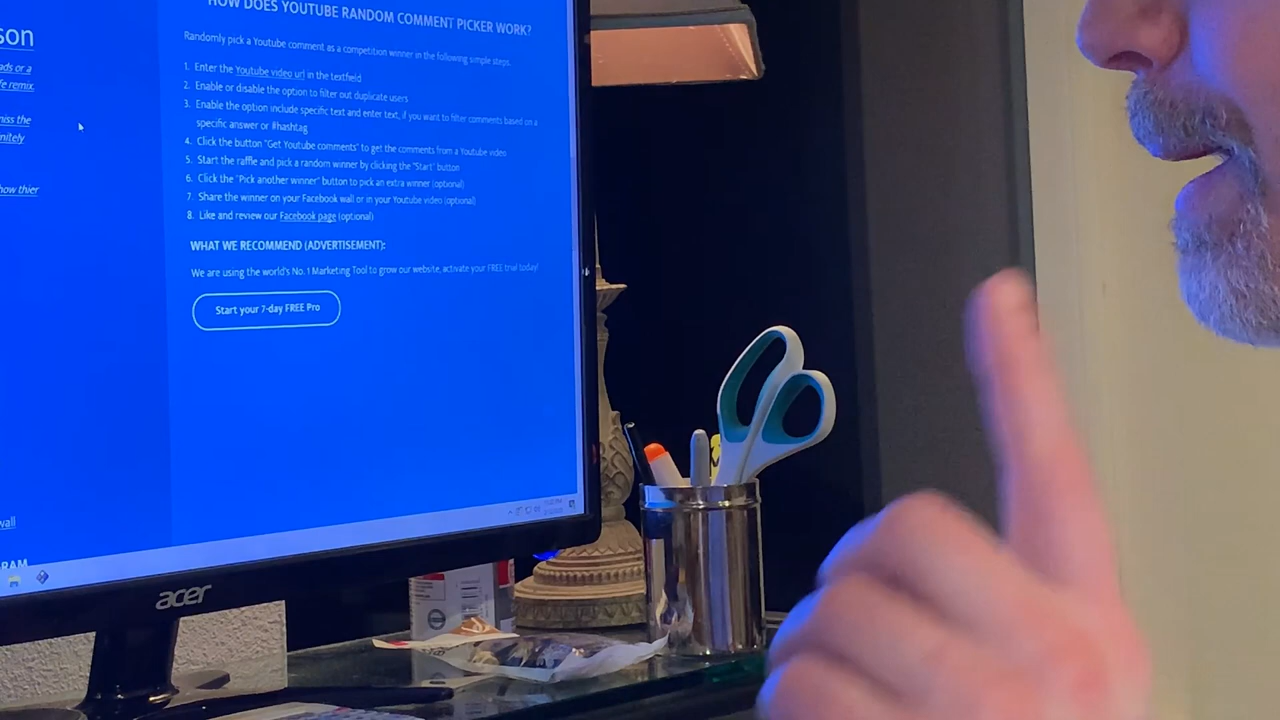 son
ads or a
fe remix.
miss the
nitely
how thier
wall
RAM
HOW DOES YOUTUBE RANDOM COMMENT PICKER WORK?
Randomly pick a Youtube comment as a competition winner in the following simple steps.
1. Enter the Youtube video url in the textfield
2. Enable or disable the option to filter out duplicate users
3. Enable the option include specific text and enter text, if you want to filter comments based on a
specific answer or #hashtag
4. Click the button "Get Youtube comments" to get the comments from a Youtube video
5. Start the raffle and pick a random winner by clicking the "Start" button
6. Click the "Pick another winner" button to pick an extra winner (optional)
7. Share the winner on your Facebook wall or in your Youtube video (optional)
8. Like and review our Facebook page (optional)
WHAT WE RECOMMEND (ADVERTISEMENT):
We are using the world's No. 1 Marketing Tool to grow our website, activate your FREE trial today!
Start your 7-day FREE Pro
acer